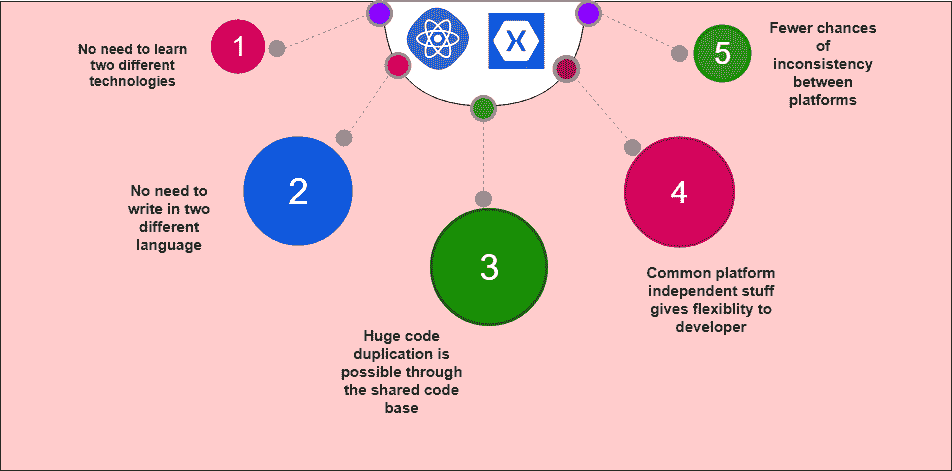 1
No need to learn
two different
technologies
2
No need to
write in two
different
language
3
Huge code
duplication is
possible through
the shared code
base
4
Common platform
independent stuff
gives flexiblity to
developer
5
Fewer chances
of
inconsistency
between
platforms